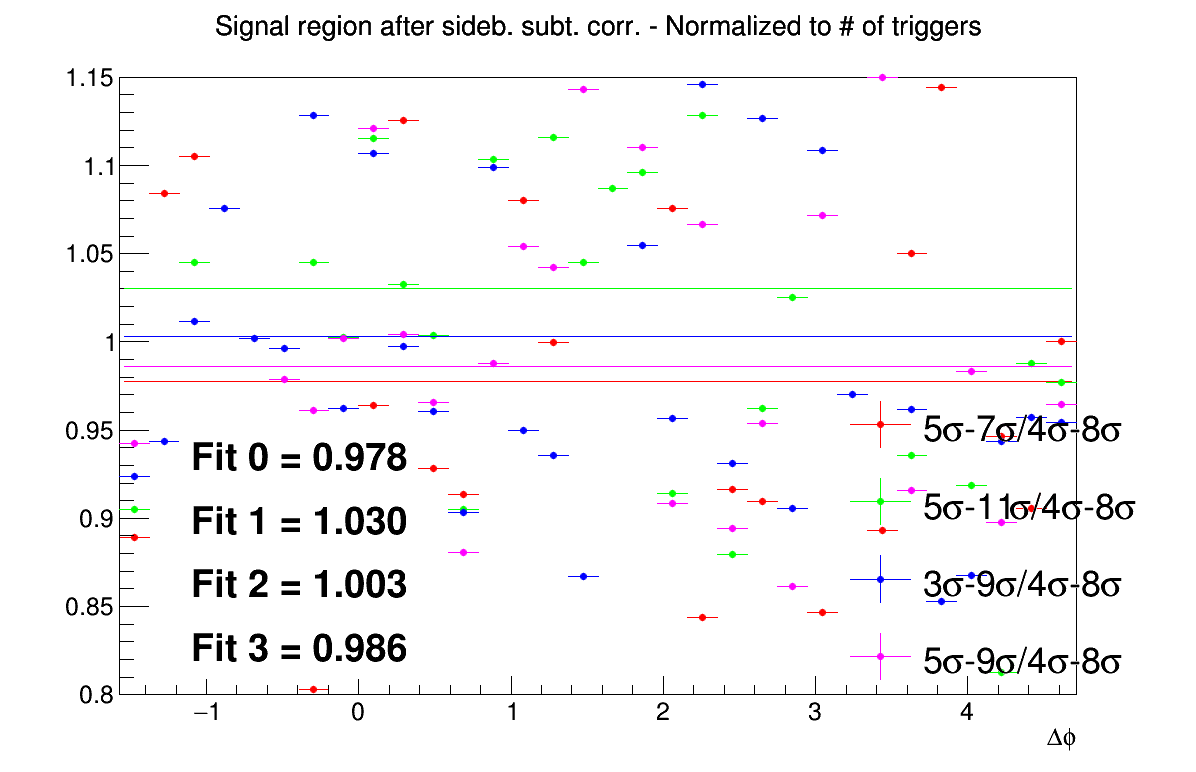 Signal region after sideb. subt. corr. - Normalized to # of triggers
1.15
1.1
1.05
1
0.95
0.9
0.85
0.8
Fit 0 = 0.978
Fit 1 = 1.030
Fit 2 = 1.003
Fit 3 = 0.986
5σ-7σ/4σ-8σ
5σ-11σ/4σ-8σ
3σ-9σ/4σ-8σ
5σ-9σ/4σ-8σ
−1 0 1 2 3 4
Δϕ